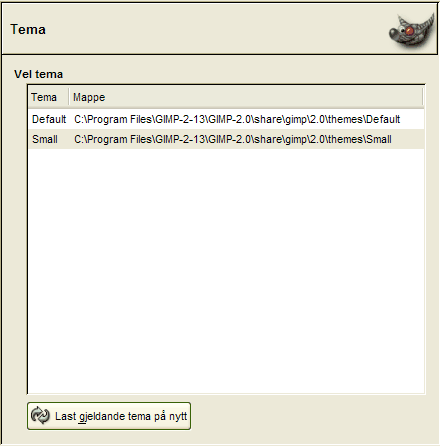 Tema
Vel tema
Tema Mappe
Default C:\Program Files\GIMP-2-13\GIMP-2.0\share\gimp\2.0\themes\Default
Small C:\Program Files\GIMP-2-13\GIMP-2.0\share\gimp\2.0\themes\Small
Last gjeldande tema på nytt